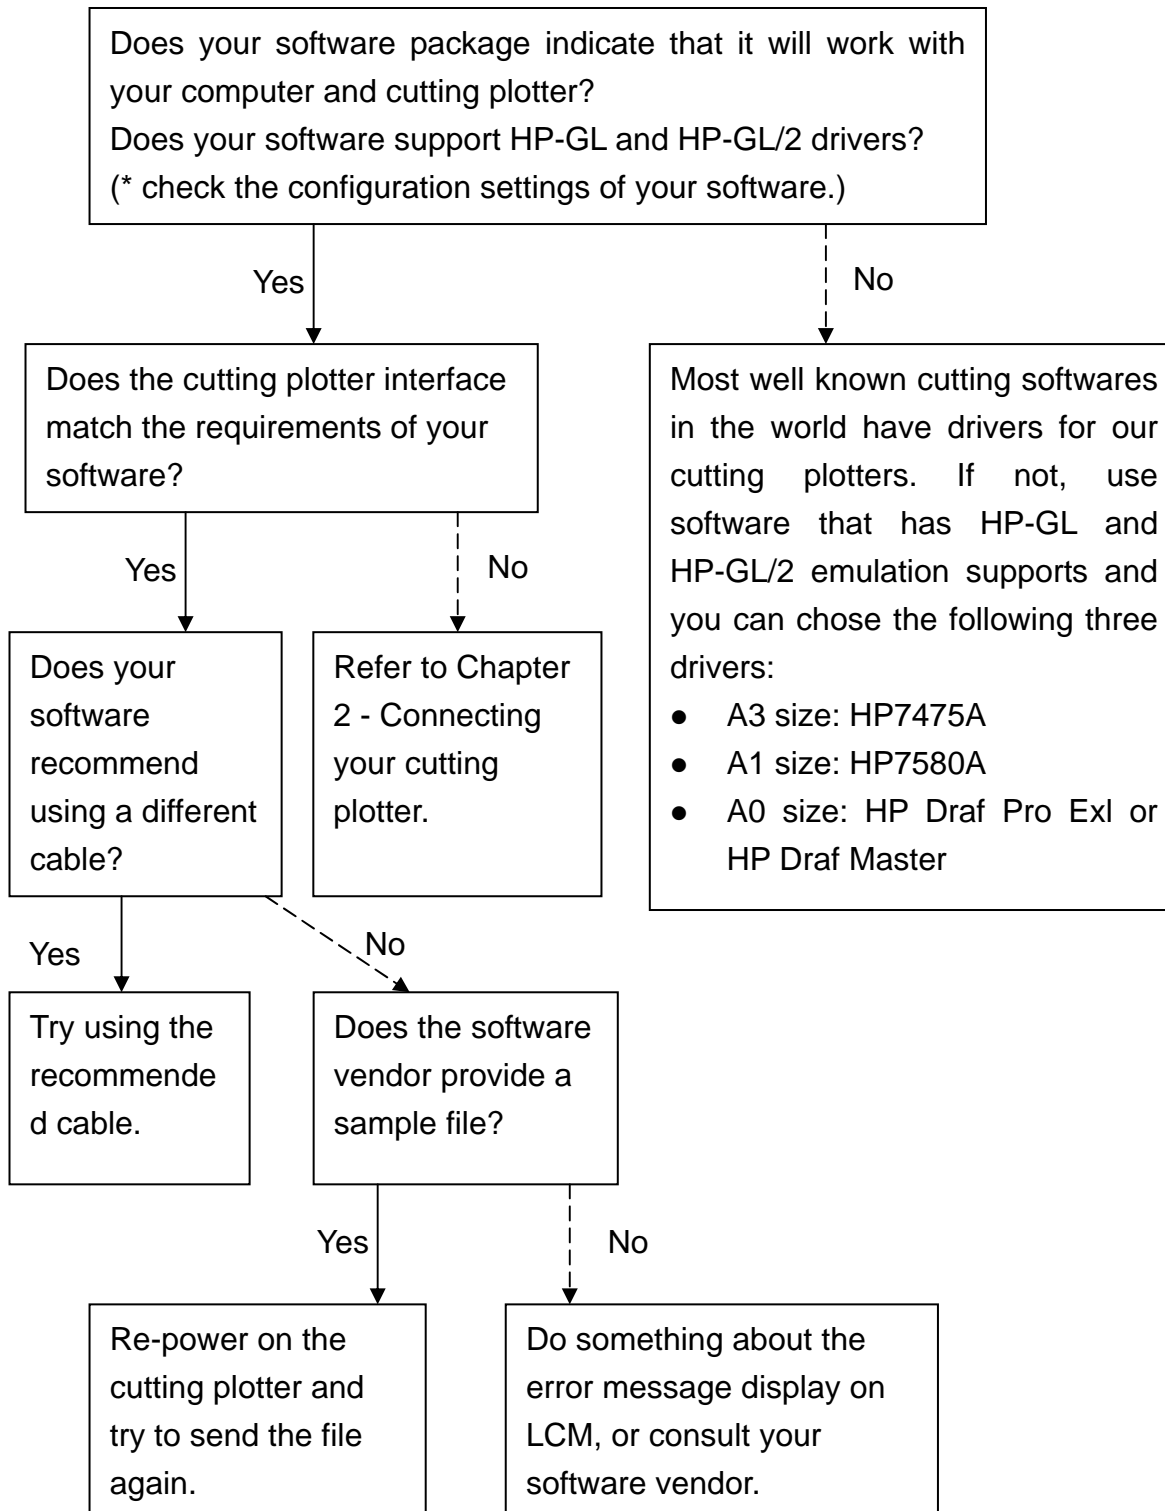 Does your software package indicate that it will work with
your computer and cutting plotter?
Does your software support HP-GL and HP-GL/2 drivers?
(* check the configuration settings of your software.)
Yes
No
Does the cutting plotter interface
match the requirements of your
software?
Most well known cutting softwares
in the world have drivers for our
cutting plotters. If not, use
software that has HP-GL and
HP-GL/2 emulation supports and
you can chose the following three
drivers:
● A3 size: HP7475A
● A1 size: HP7580A
● A0 size: HP Draf Pro Exl or
HP Draf Master
Yes
No
Does your
software
recommend
using a different
cable?
Refer to Chapter
2 - Connecting
your cutting
plotter.
Yes
No
Try using the
recommende
d cable.
Does the software
vendor provide a
sample file?
Yes
No
Re-power on the
cutting plotter and
try to send the file
again.
Do something about the
error message display on
LCM, or consult your
software vendor.